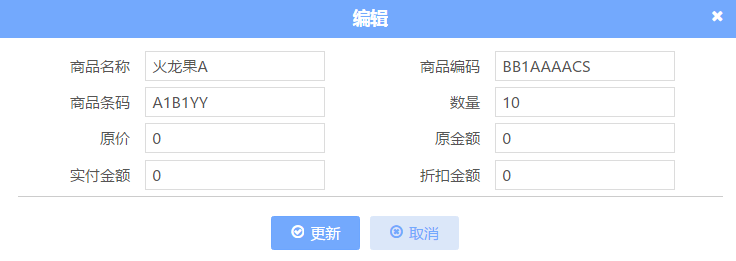 编辑
商品名称 火龙果A 商品编码 BB1AAAACS
商品条码 A1B1YY 数量 10
原价 0 原金额 0
实付金额 0 折扣金额 0
更新 取消